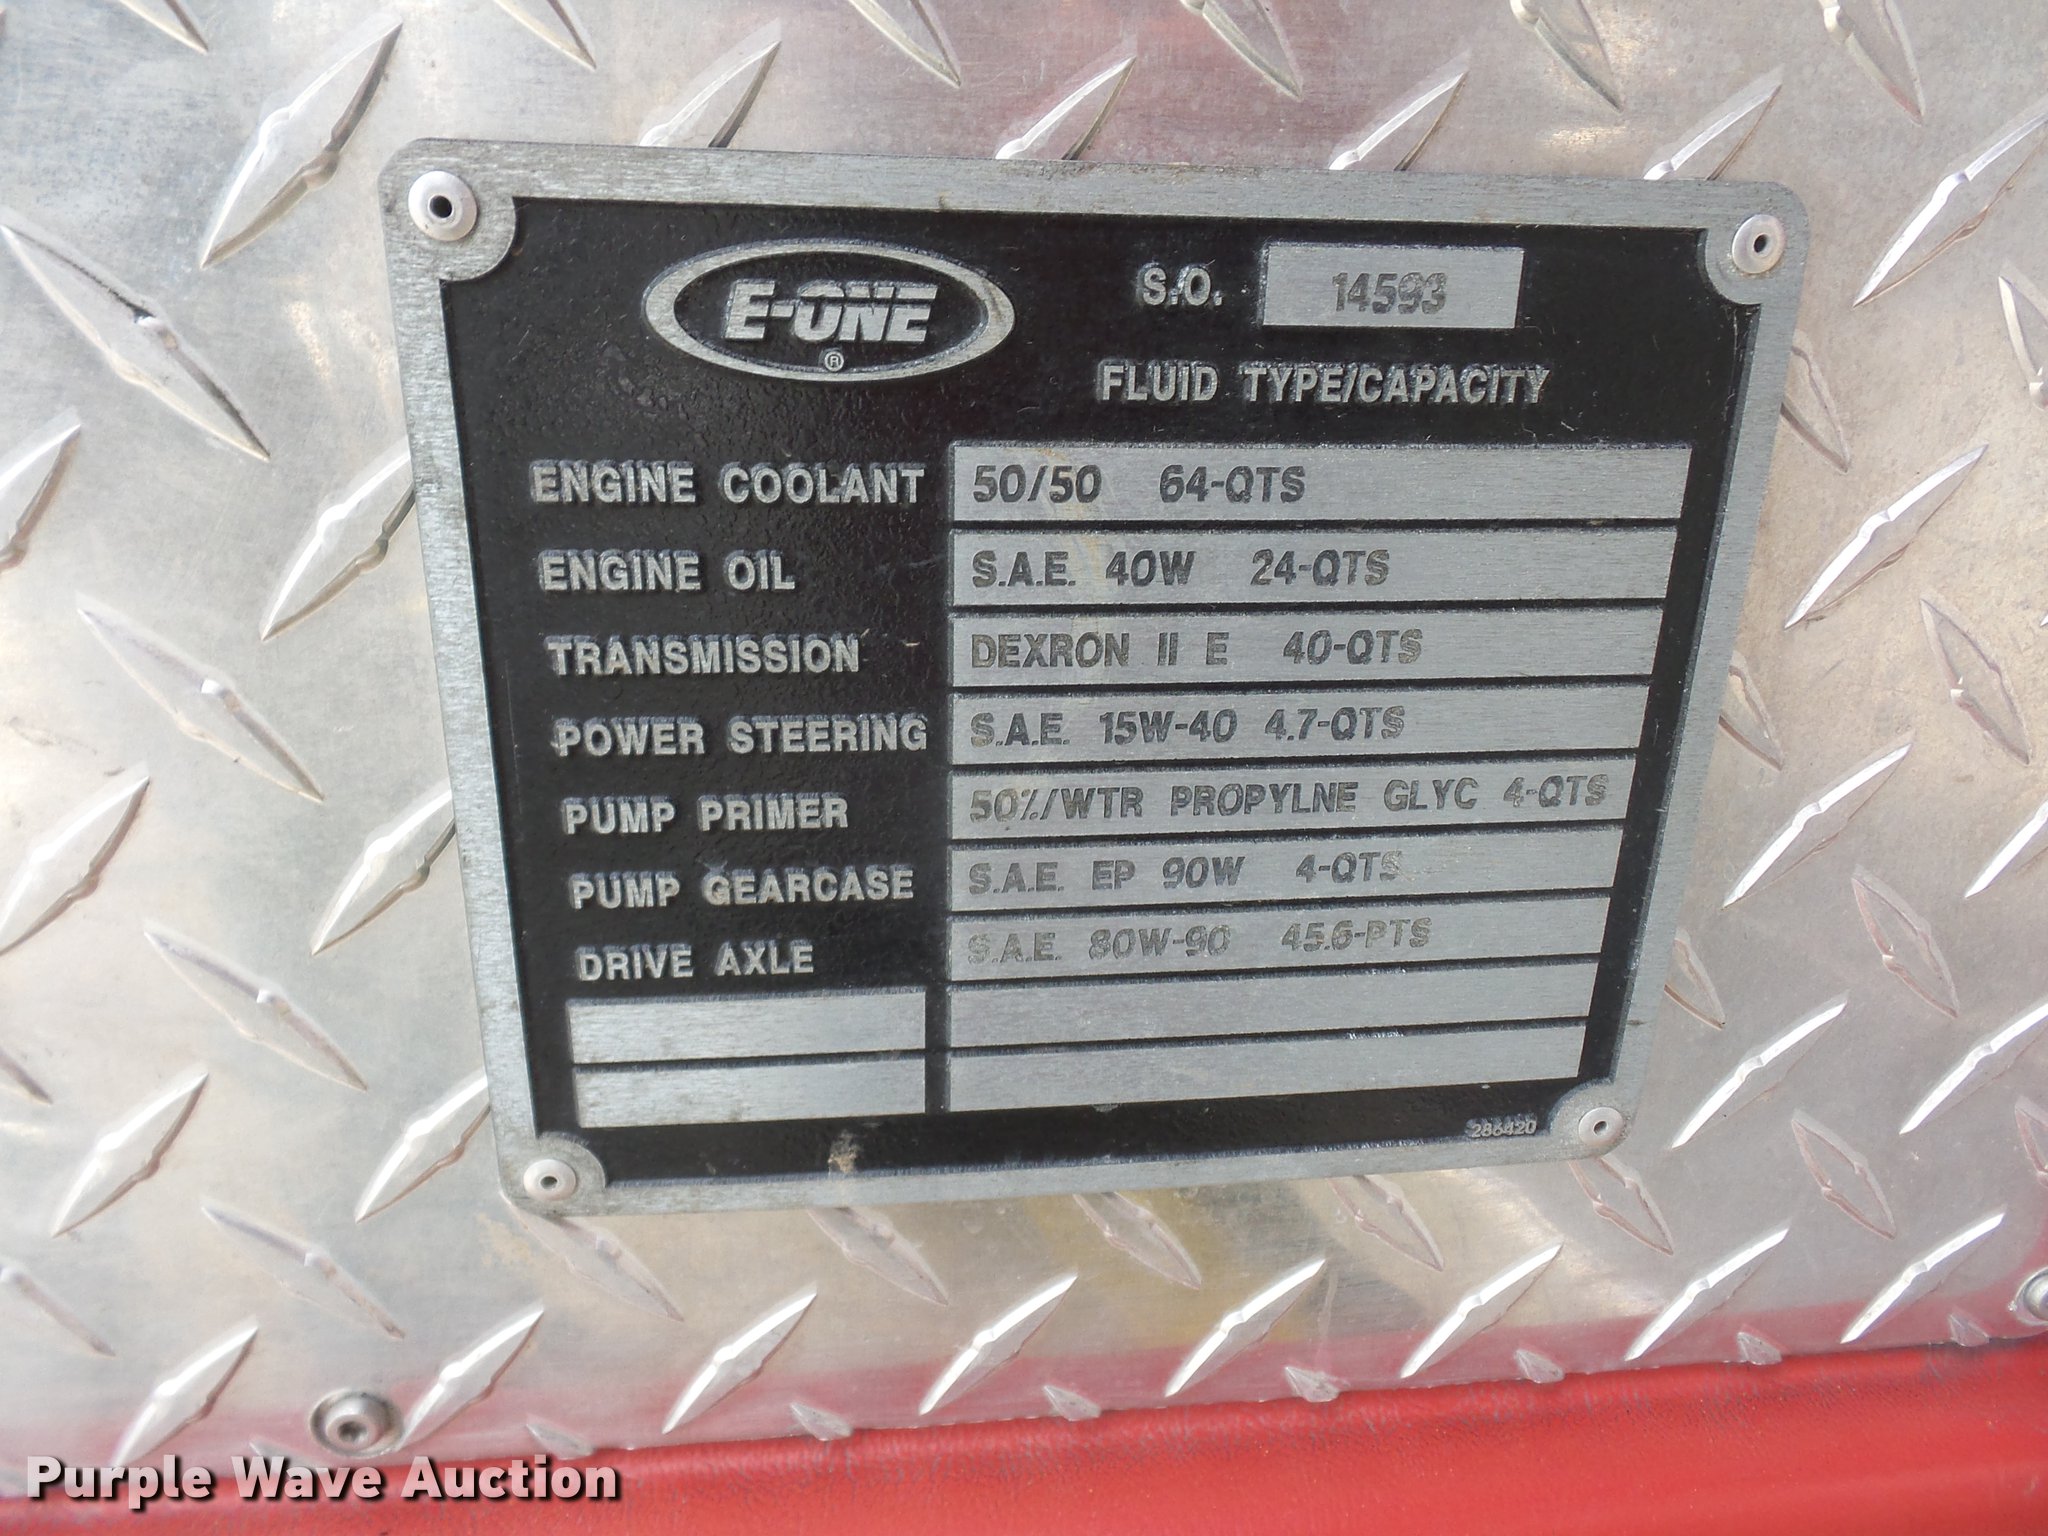 E-ONE
®
S.O. 14593
FLUID TYPE/CAPACITY
ENGINE COOLANT 50/50 64-QTS
ENGINE OIL S.A.E. 40W 24-QTS
TRANSMISSION DEXRON II E 40-QTS
POWER STEERING S.A.E. 15W-40 4.7-QTS
PUMP PRIMER 50%/WTR PROPYLNE GLYC 4-QTS
PUMP GEARCASE S.A.E. EP 90W 4-QTS
DRIVE AXLE S.A.E. 80W-90 45.6-PTS
286420
Purple Wave Auction